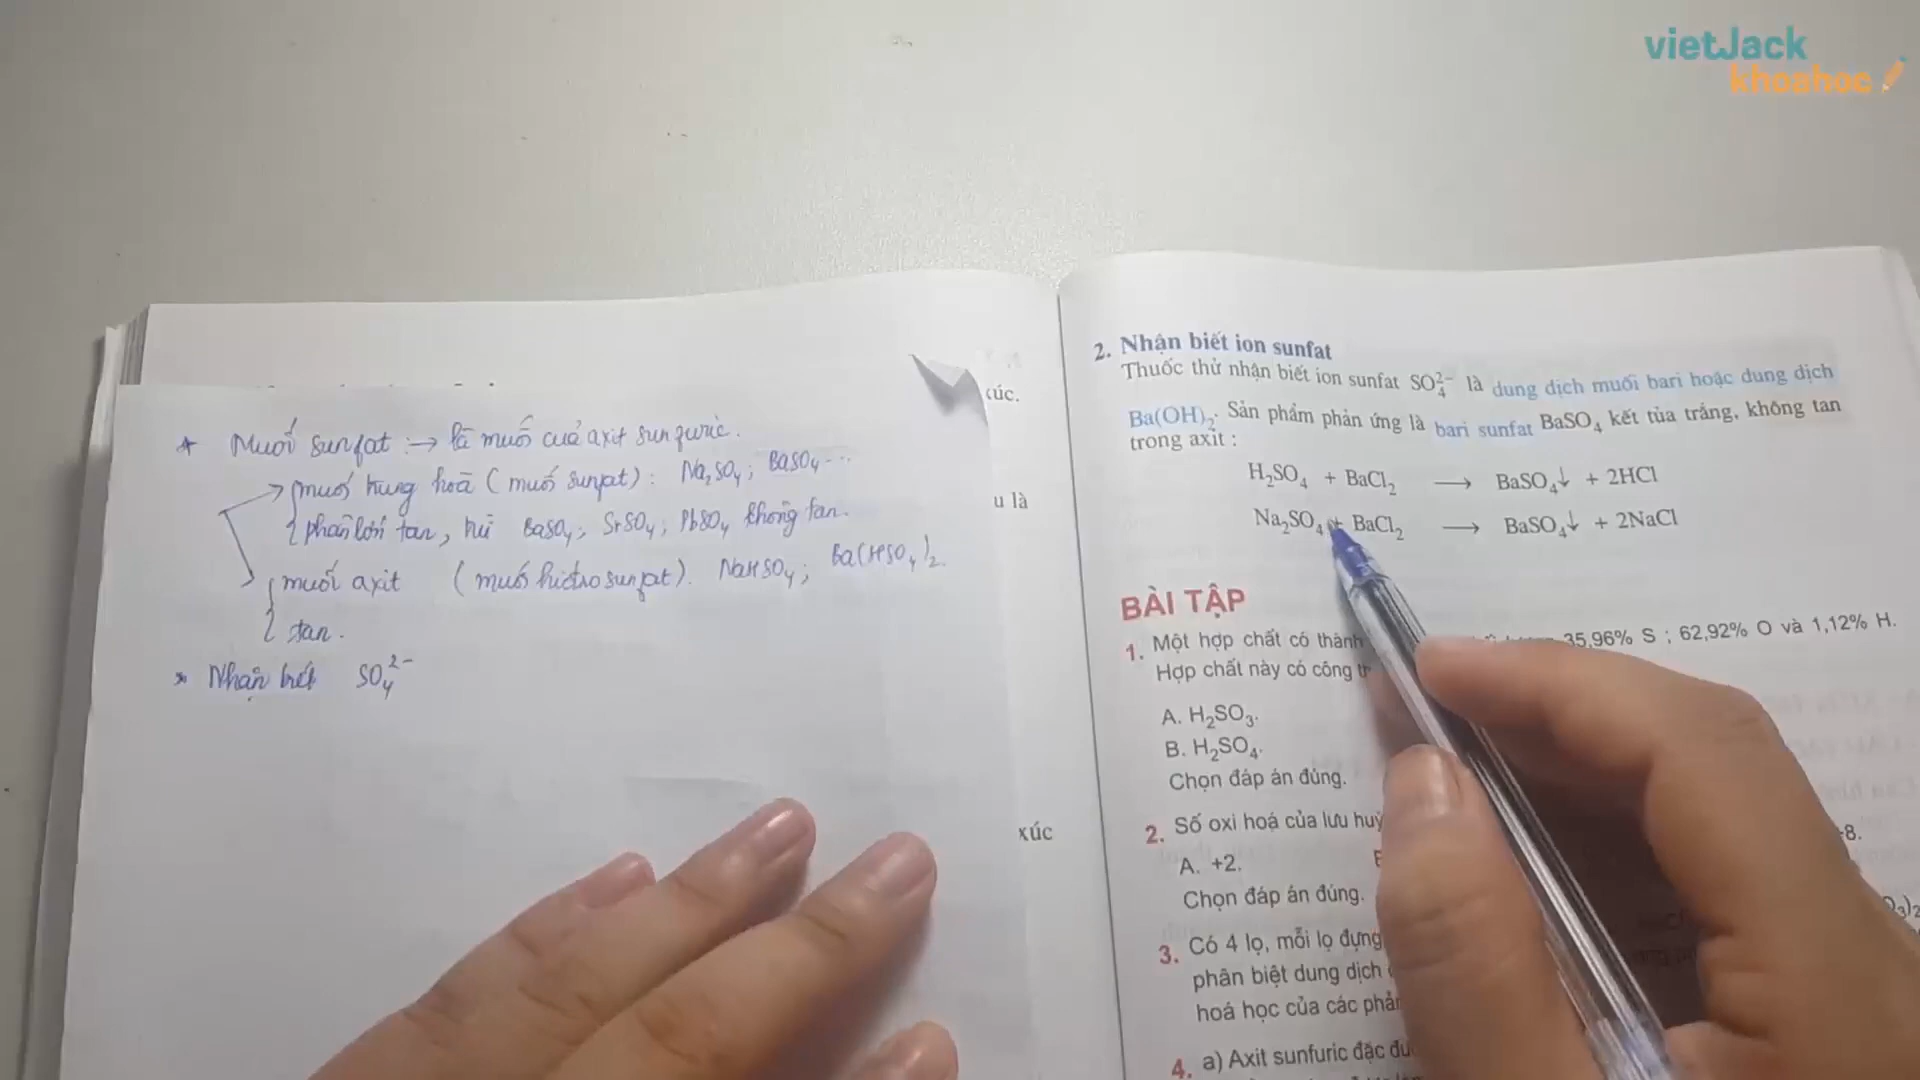 vietJack
khoahoc
xúc.
u là
xúc
* Muối sunfat :→ là muối của axit sunfuric.
muối trung hoà (muối sunfat): Na₂SO₄; BaSO₄...
phần lớn tan, trừ BaSO₄; SrSO₄; PbSO₄ không tan.
muối axit (muối hiđrosunfat). NaHSO₄; Ba(HSO₄)₂.
tan.
* Nhận biết SO₄²⁻
2. Nhận biết ion sunfat
Thuốc thử nhận biết ion sunfat SO₄²⁻ là dung dịch muối bari hoặc dung dịch
Ba(OH)₂. Sản phẩm phản ứng là bari sunfat BaSO₄ kết tủa trắng, không tan
trong axit :
H₂SO₄ + BaCl₂ ⟶ BaSO₄↓ + 2HCl
Na₂SO₄ + BaCl₂ ⟶ BaSO₄↓ + 2NaCl
BÀI TẬP
1. Một hợp chất có thành 35,96% S ; 62,92% O và 1,12% H.
Hợp chất này có công
A. H₂SO₃.
B. H₂SO₄.
Chọn đáp án đúng.
2. Số oxi hoá của lưu +8.
A. +2.
Chọn đáp án đúng.
3. Có 4 lọ, mỗi lọ đựng
phân biệt dung dịch
hoá học của các
4. a) Axit sunfuric đặc